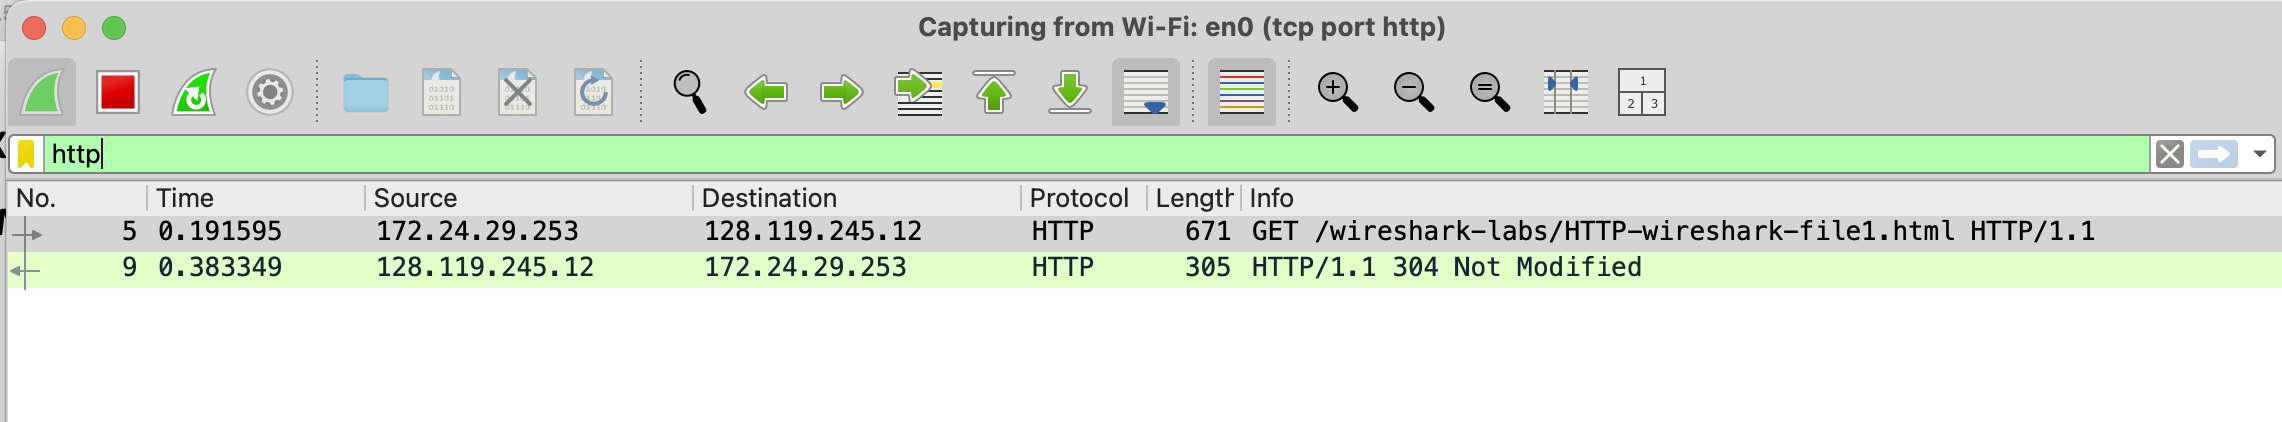 Capturing from Wi-Fi: en0 (tcp port http)
http
No. Time Source Destination Protocol Length Info
5 0.191595 172.24.29.253 128.119.245.12 HTTP 671 GET /wireshark-labs/HTTP-wireshark-file1.html HTTP/1.1
9 0.383349 128.119.245.12 172.24.29.253 HTTP 305 HTTP/1.1 304 Not Modified